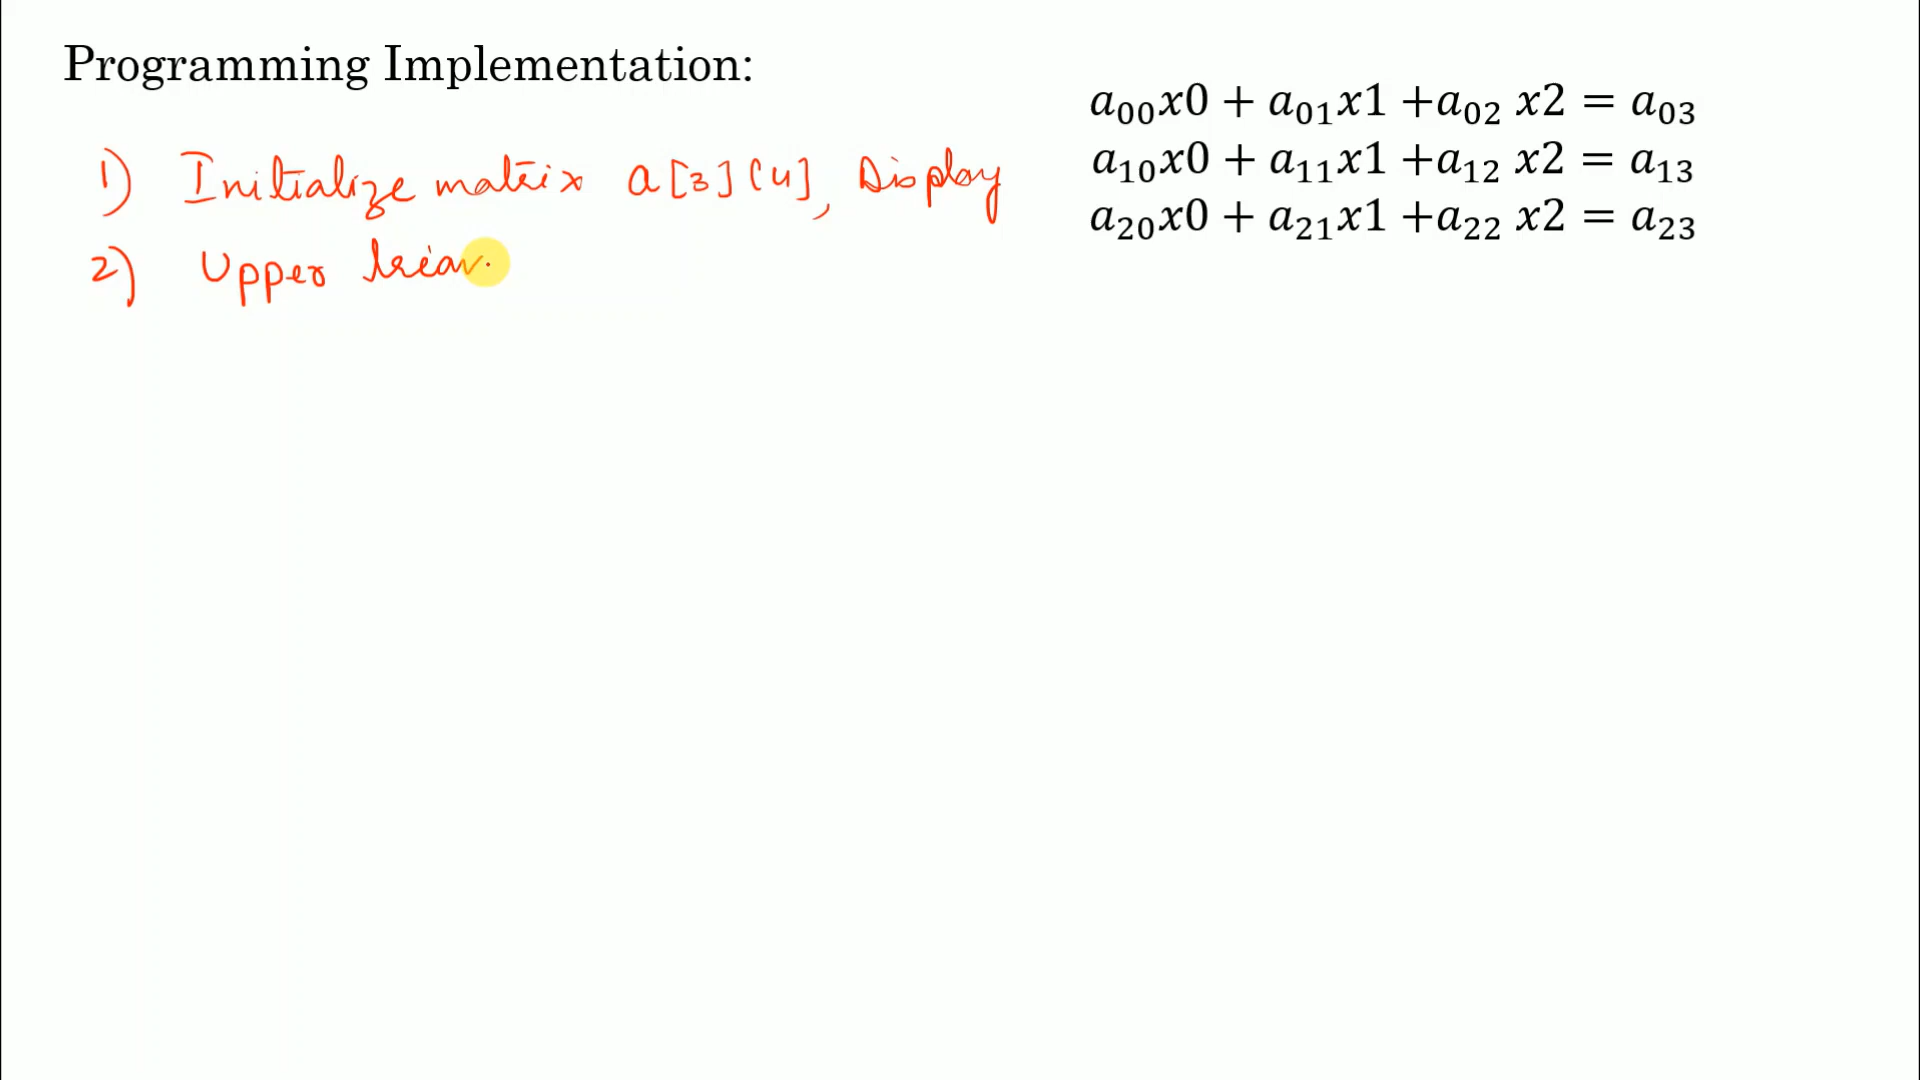 Programming Implementation:
1) Initialize matrix a[3][4], Display
2) Upper
a₀₀x0 + a₀₁x1 +a₀₂ x2 = a₀₃
a₁₀x0 + a₁₁x1 +a₁₂ x2 = a₁₃
a₂₀x0 + a₂₁x1 +a₂₂ x2 = a₂₃